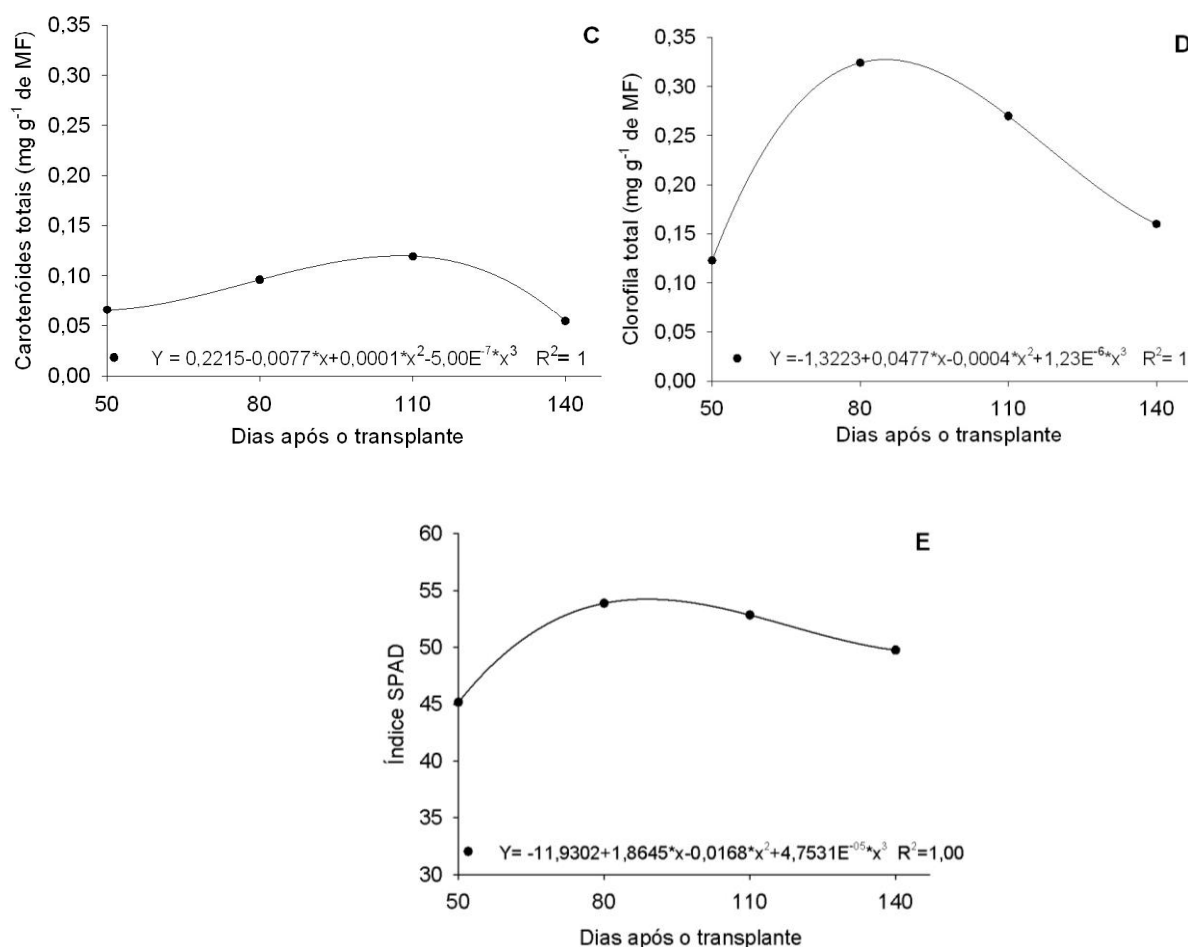 C
Carotenóides totais (mg g⁻¹ de MF)
0,35
0,30
0,25
0,20
0,15
0,10
0,05
0,00
Y = 0,2215-0,0077*x+0,0001*x²-5,00E⁻⁷*x³ R²= 1
50 80 110 140
Dias após o transplante
D
Clorofila total (mg g⁻¹ de MF)
0,35
0,30
0,25
0,20
0,15
0,10
0,05
0,00
Y =-1,3223+0,0477*x-0,0004*x²+1,23E⁻⁶*x³ R²= 1
50 80 110 140
Dias após o transplante
E
Índice SPAD
60
55
50
45
40
35
30
Y= -11,9302+1,8645*x-0,0168*x²+4,7531E⁻⁰⁵*x³ R²=1,00
50 80 110 140
Dias após o transplante